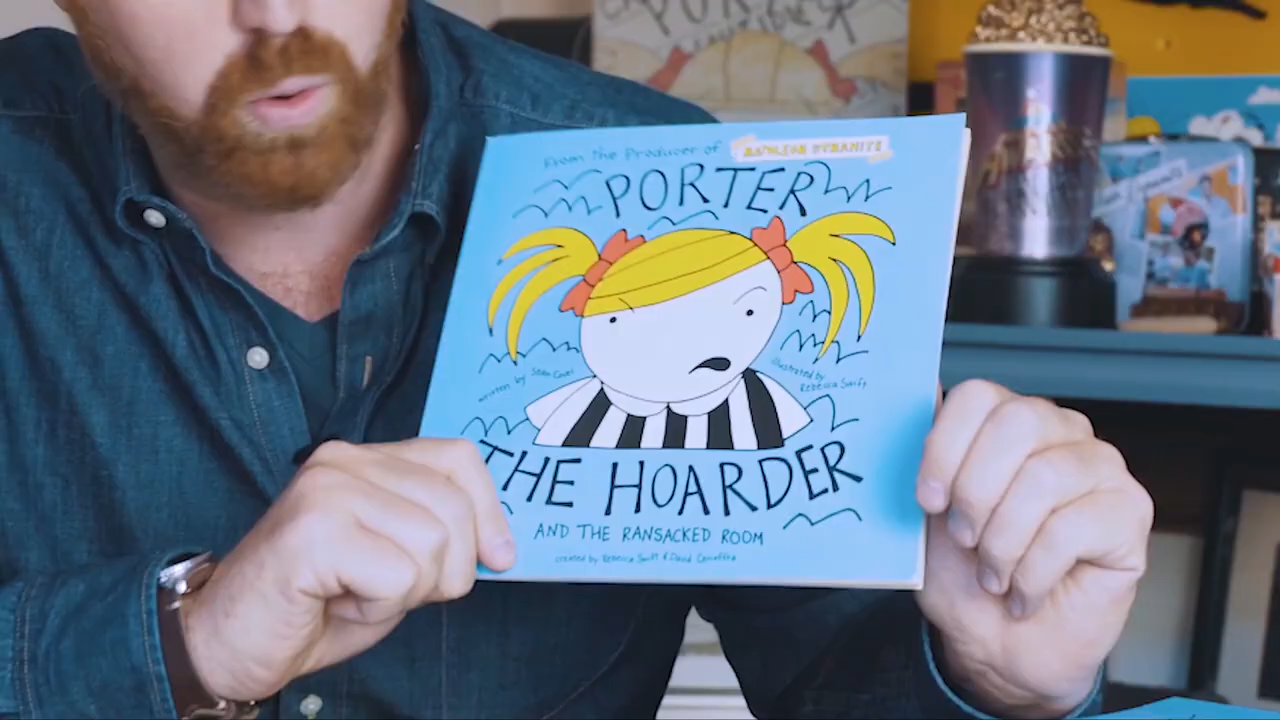 PORTER
From the Producer of NAPOLEON DYNAMITE
PORTER
written by Sean Covel
illustrated by
Rebecca Swift
THE HOARDER
AND THE RANSACKED ROOM
created by Rebecca Swift & David